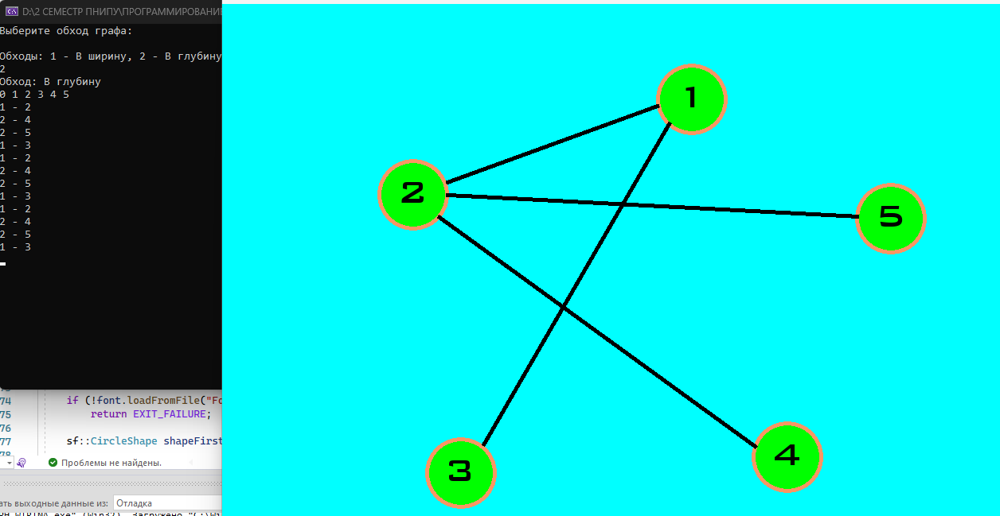 D:\2 СЕМЕСТР ПНИПУ\ПРОГРАММИРОВАНИ
Выберите обход графа:
Обходы: 1 - В ширину, 2 - В глубину
2
Обход: В глубину
0 1 2 3 4 5
1 - 2
2 - 4
2 - 5
1 - 3
1 - 2
2 - 4
2 - 5
1 - 3
1 - 2
2 - 4
2 - 5
1 - 3
74 if (!font.loadFromFile("Fo
75 return EXIT_FAILURE;
76
77 sf::CircleShape shapeFirst
78
Проблемы не найдены.
ать выходные данные из: Отладка
1
2
5
3
4